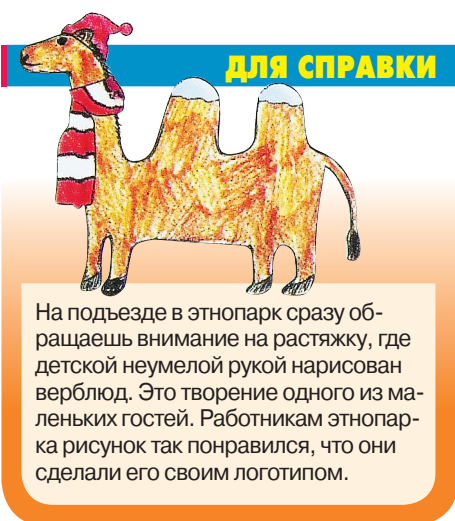 ДЛЯ СПРАВКИ
На подъезде в этнопарк сразу об-
ращаешь внимание на растяжку, где
детской неумелой рукой нарисован
верблюд. Это творение одного из ма-
леньких гостей. Работникам этнопар-
ка рисунок так понравился, что они
сделали его своим логотипом.